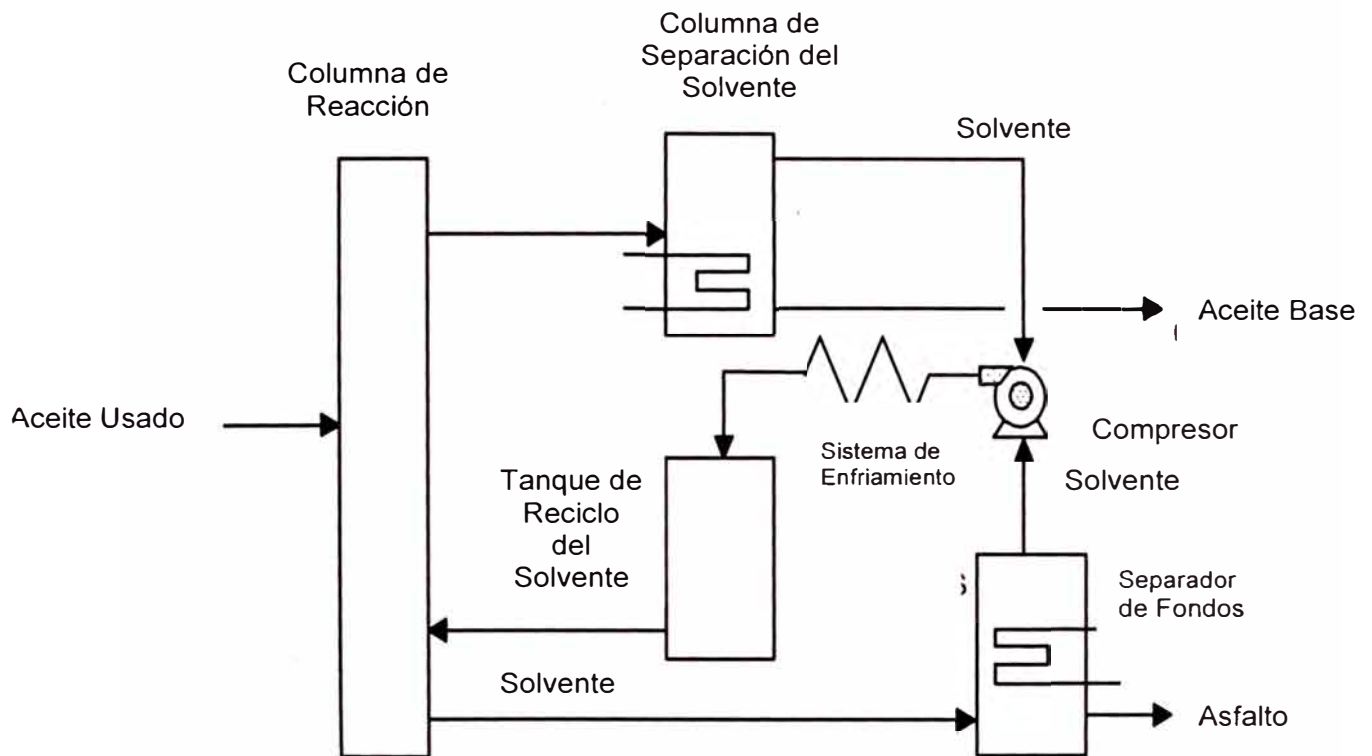 Columna de
Reacción
Columna de
Separación del
Solvente
Solvente
Aceite Base
Aceite Usado
Compresor
Sistema de
Enfriamiento
Solvente
Tanque de
Reciclo
del
Solvente
Separador
de Fondos
Solvente
Asfalto